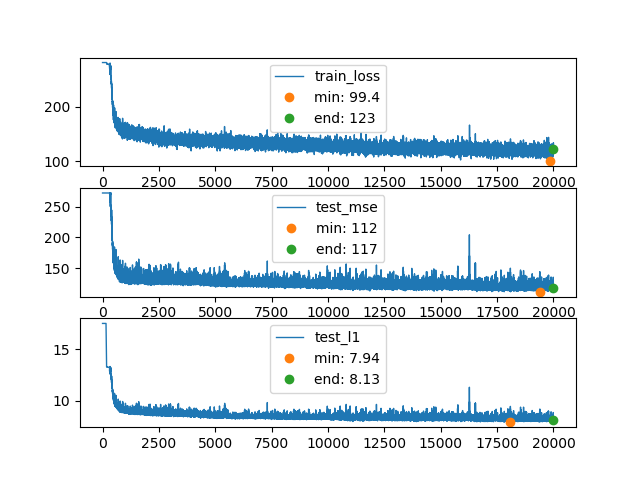 train_loss
min: 99.4
end: 123
200
100
0 2500 5000 7500 10000 12500 15000 17500 20000
test_mse
min: 112
end: 117
250
200
150
0 2500 5000 7500 10000 12500 15000 17500 20000
test_l1
min: 7.94
end: 8.13
15
10
0 2500 5000 7500 10000 12500 15000 17500 20000